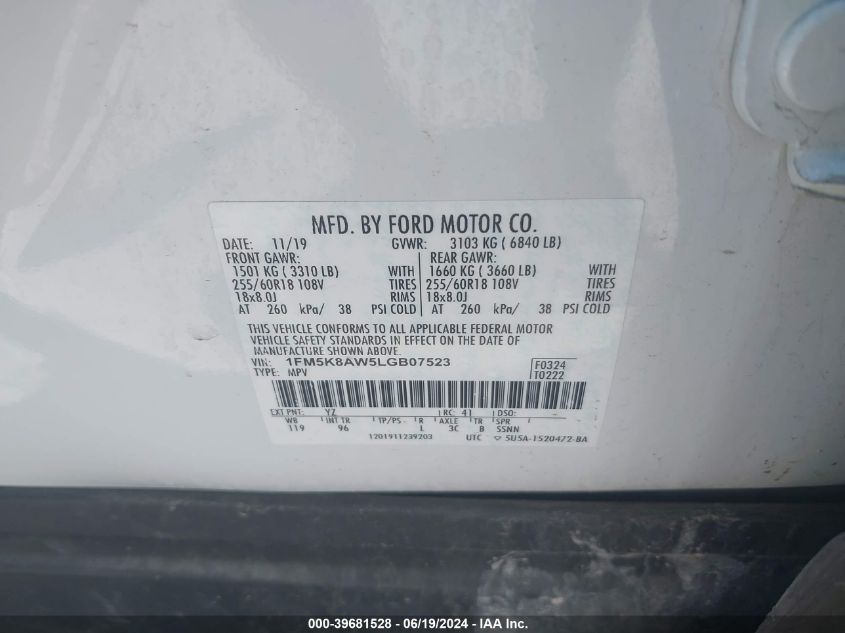 MFD. BY FORD MOTOR CO.
DATE: 11/19 GVWR: 3103 KG ( 6840 LB)
FRONT GAWR: REAR GAWR:
1501 KG ( 3310 LB) WITH 1660 KG ( 3660 LB) WITH
255/60R18 108V TIRES 255/60R18 108V TIRES
18x8.0J RIMS 18x8.0J RIMS
AT 260 kPa/ 38 PSI COLD AT 260 kPa/ 38 PSI COLD
THIS VEHICLE CONFORMS TO ALL APPLICABLE FEDERAL MOTOR
VEHICLE SAFETY STANDARDS IN EFFECT ON THE DATE OF
MANUFACTURE SHOWN ABOVE.
VIN: 1FM5K8AW5LGB07523 F0324
TYPE: MPV T0222
EXT PNT: YZ RC: 41 DSO:
WB INT TR TP/PS R AXLE TR SPR
119 96 L 3C B SSNN
1201911239203 UTC 5U5A-1520472-BA
000-39681528 - 06/19/2024 - IAA Inc.